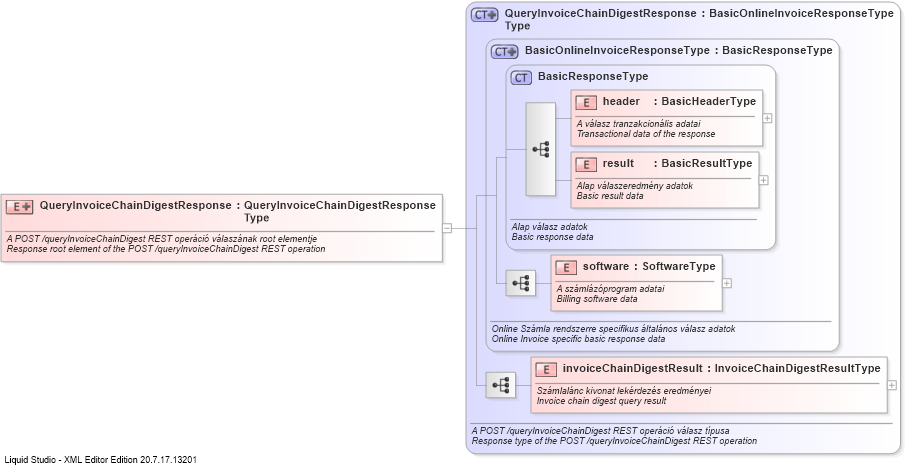 CT QueryInvoiceChainDigestResponse : BasicOnlineInvoiceResponseType
Type
CT BasicOnlineInvoiceResponseType : BasicResponseType
CT BasicResponseType
E header : BasicHeaderType
A válasz tranzakcionális adatai
Transactional data of the response
E result : BasicResultType
Alap válaszeredmény adatok
Basic result data
Alap válasz adatok
Basic response data
E QueryInvoiceChainDigestResponse : QueryInvoiceChainDigestResponse
Type
A POST /queryInvoiceChainDigest REST operáció válaszának root elementje
Response root element of the POST /queryInvoiceChainDigest REST operation
E software : SoftwareType
A számlázóprogram adatai
Billing software data
Online Számla rendszerre specifikus általános válasz adatok
Online Invoice specific basic response data
E invoiceChainDigestResult : InvoiceChainDigestResultType
Számlalánc kivonat lekérdezés eredményei
Invoice chain digest query result
A POST /queryInvoiceChainDigest REST operáció válasz típusa
Response type of the POST /queryInvoiceChainDigest REST operation
Liquid Studio - XML Editor Edition 20.7.17.13201